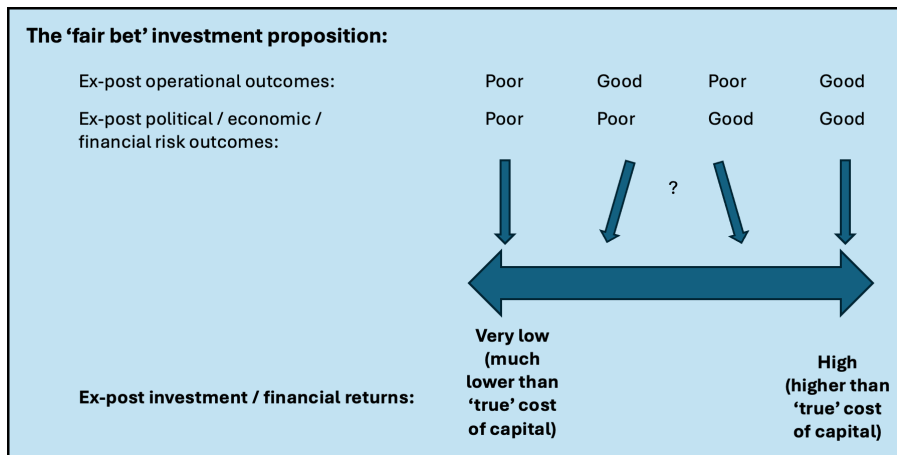 The ‘fair bet’ investment proposition:
Ex-post operational outcomes: Poor Good Poor Good
Ex-post political / economic / Poor Poor Good Good
financial risk outcomes:
?
Very low
(much
lower than
‘true’ cost
of capital)
High
(higher than
‘true’ cost
of capital)
Ex-post investment / financial returns: